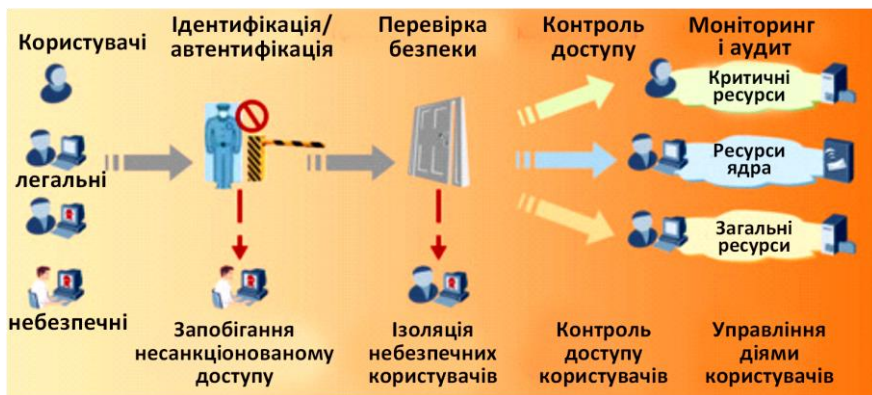 Користувачі
Ідентифікація/
автентифікація
Перевірка
безпеки
Контроль
доступу
Моніторинг
і аудит
легальні
небезпечні
Критичні
ресурси
Ресурси
ядра
Загальні
ресурси
Запобігання
несанкціонованому
доступу
Ізоляція
небезпечних
користувачів
Контроль
доступу
користувачів
Управління
діями
користувачів